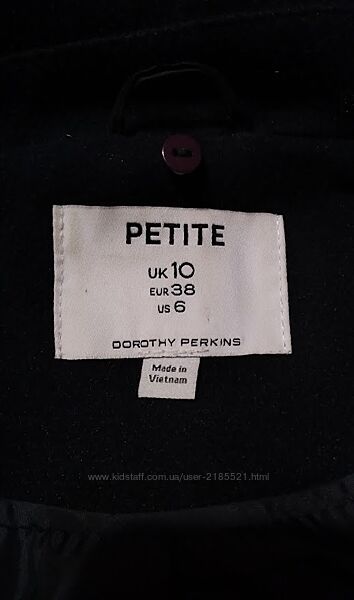 PETITE
UK 10
EUR 38
US 6
DOROTHY PERKINS
Made in
Vietnam
www.kidstaff.com.ua/user-2185521.html